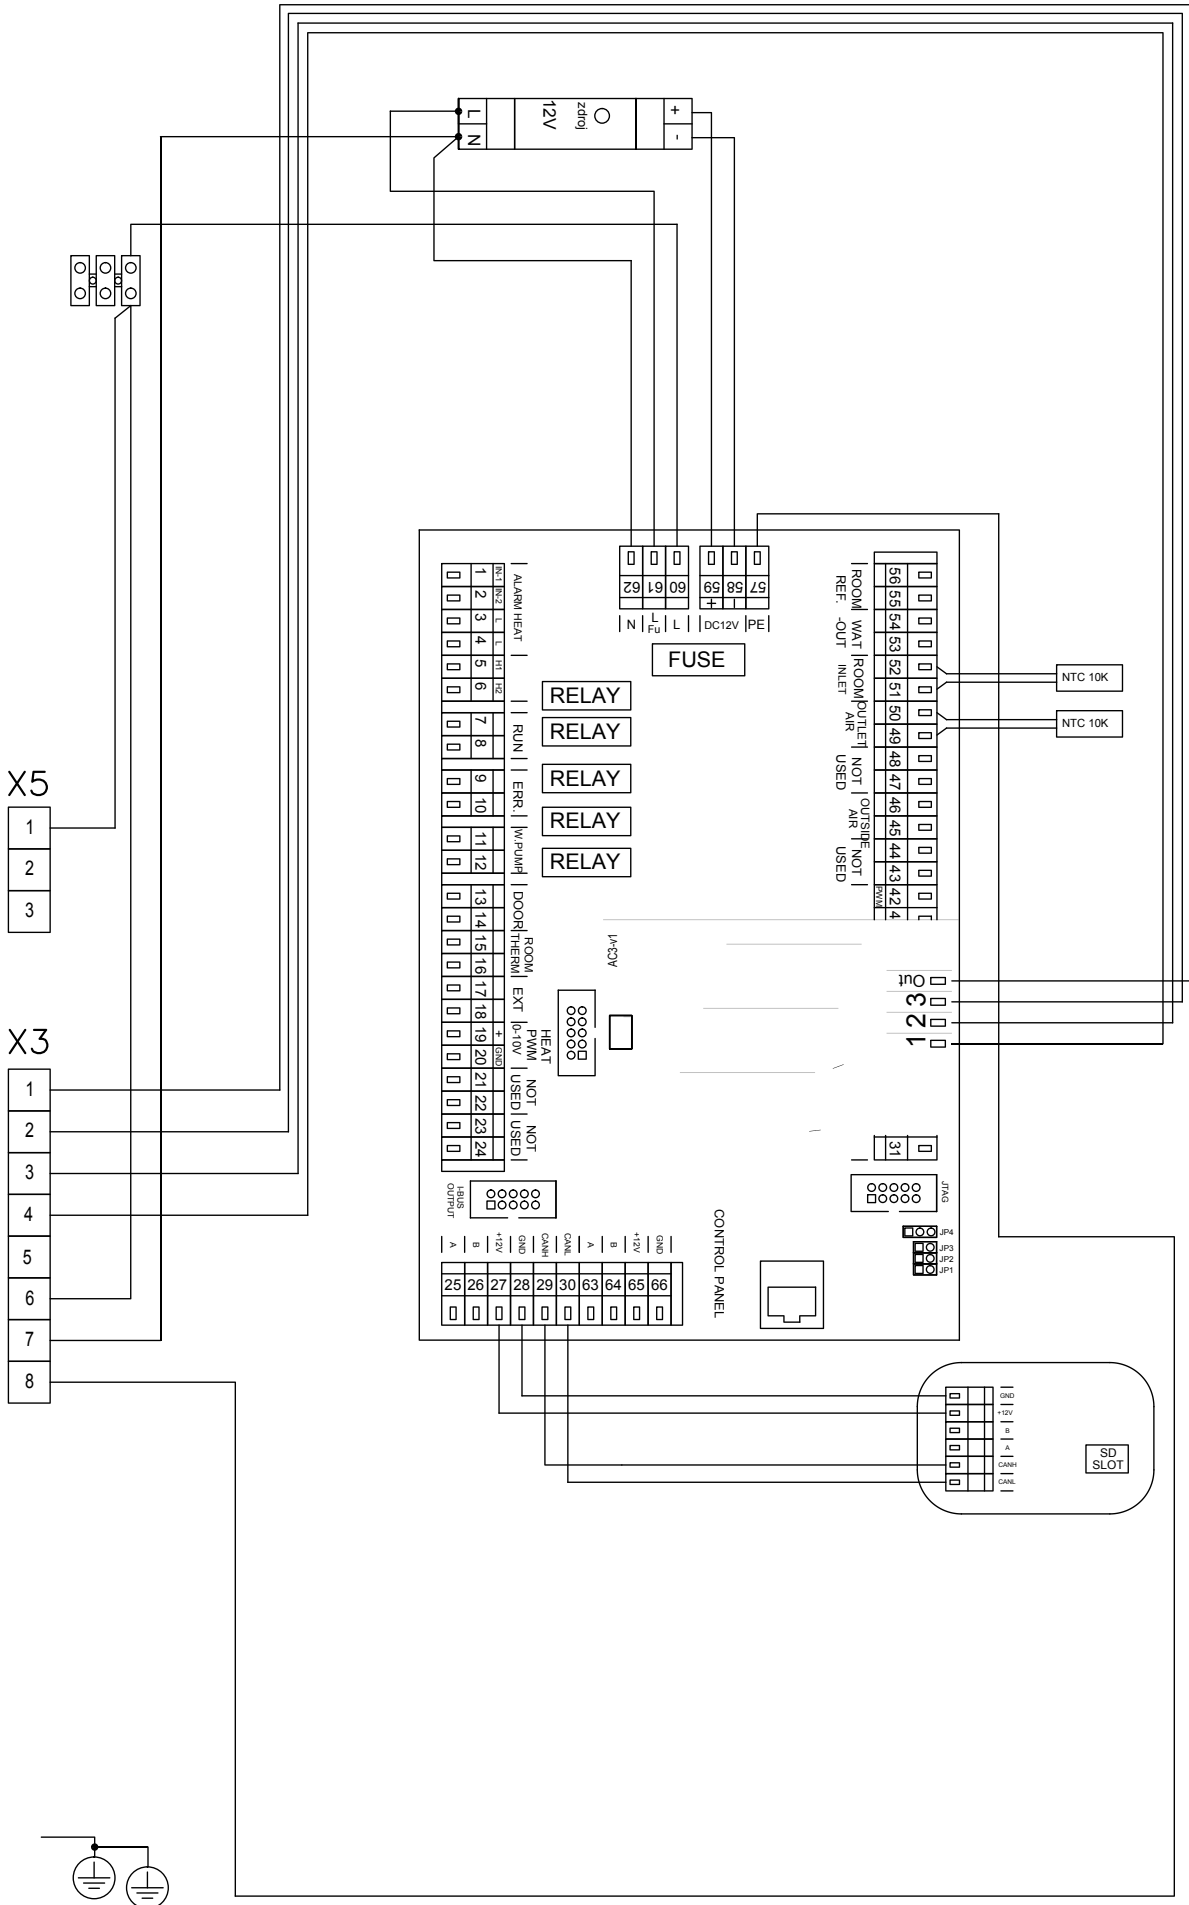 L
N
12V
zdroj
+
-
X5
1
2
3
X3
1
2
3
4
5
6
7
8
62
61
60
59
58
57
+
–
N
L
Fu
L
DC12V
PE
FUSE
RELAY
RELAY
RELAY
RELAY
RELAY
1 IN-1
2 IN-2
3 L
4 L
5 H1
6 H2
ALARM HEAT
7
8
RUN
9
10
ERR.
11
12
W.PUMP
13
14
DOOR
15
16
ROOM
THERM
17
18
EXT
19 +
20 GND
HEAT
PWM
0-10V
21
22
NOT
USED
23
24
NOT
USED
AC3-v1
56
55
ROOM
REF.
54
53
WAT
-OUT
52
51
ROOM
INLET
50
49
OUTLET
AIR
48
47
NOT
USED
46
45
OUTSIDE
AIR
44
43
NOT
USED
42
PWM
4
NTC 10K
NTC 10K
Out
3
2
1
31
JTAG
JP4
JP3
JP2
JP1
I-BUS
OUTPUT
A
B
+12V
GND
CANH
CANL
A
B
+12V
GND
25 26 27 28 29 30 63 64 65 66
CONTROL PANEL
GND
+12V
B
A
CANH
CANL
SD
SLOT